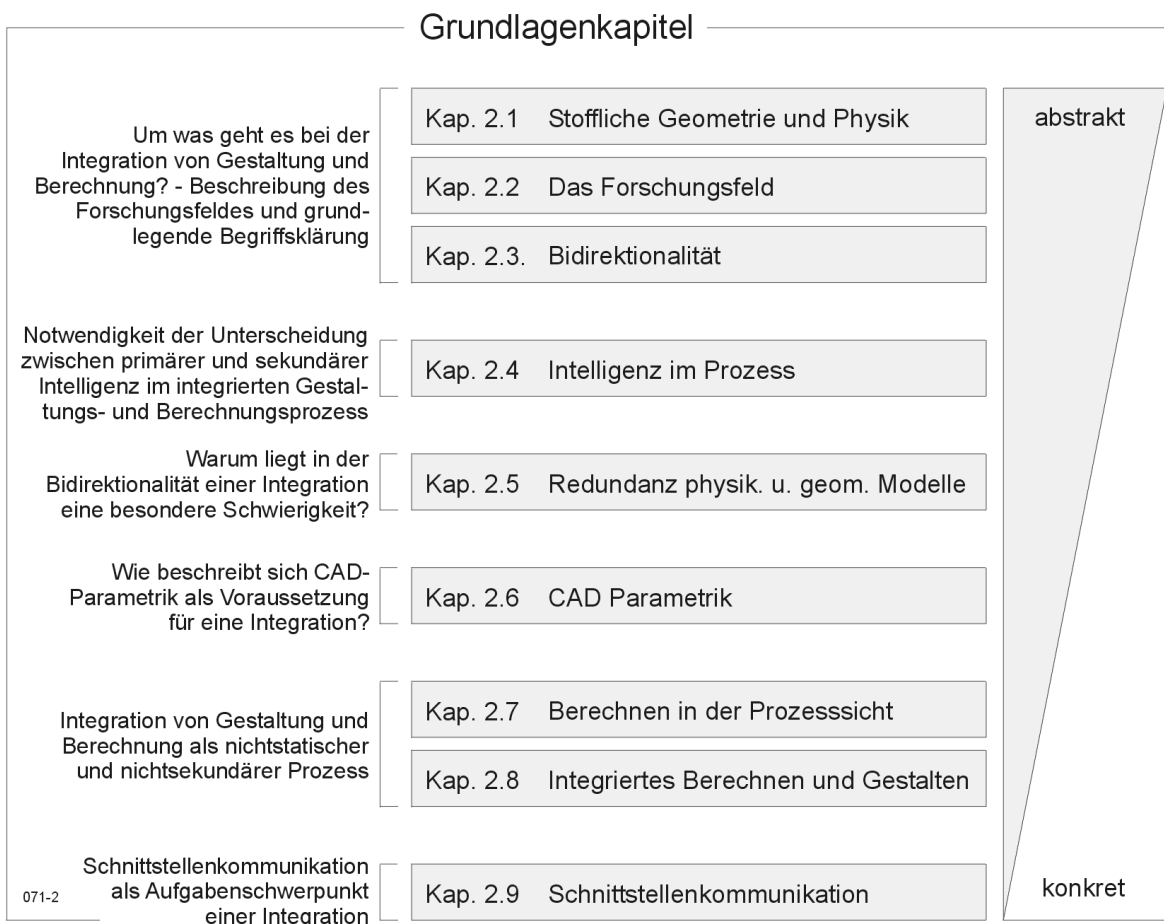 Grundlagenkapitel
Um was geht es bei der
Integration von Gestaltung und
Berechnung? - Beschreibung des
Forschungsfeldes und grund-
legende Begriffsklärung
Kap. 2.1 Stoffliche Geometrie und Physik
Kap. 2.2 Das Forschungsfeld
Kap. 2.3. Bidirektionalität
abstrakt
Notwendigkeit der Unterscheidung
zwischen primärer und sekundärer
Intelligenz im integrierten Gestal-
tungs- und Berechnungsprozess
Kap. 2.4 Intelligenz im Prozess
Warum liegt in der
Bidirektionalität einer Integration
eine besondere Schwierigkeit?
Kap. 2.5 Redundanz physik. u. geom. Modelle
Wie beschreibt sich CAD-
Parametrik als Voraussetzung
für eine Integration?
Kap. 2.6 CAD Parametrik
Integration von Gestaltung und
Berechnung als nichtstatischer
und nichtsekundärer Prozess
Kap. 2.7 Berechnen in der Prozesssicht
Kap. 2.8 Integriertes Berechnen und Gestalten
Schnittstellenkommunikation
als Aufgabenschwerpunkt
einer Integration
Kap. 2.9 Schnittstellenkommunikation
konkret
071-2